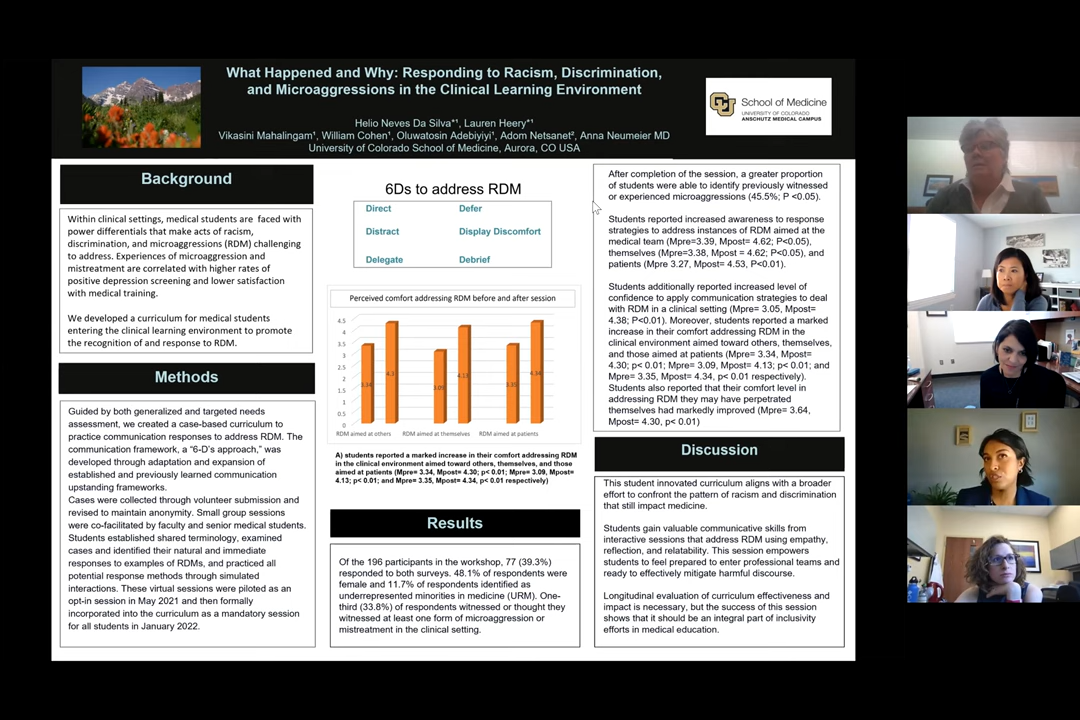 What Happened and Why: Responding to Racism, Discrimination,
and Microaggressions in the Clinical Learning Environment
Helio Neves Da Silva*¹, Lauren Heery*¹
Vikasini Mahalingam¹, William Cohen¹, Oluwatosin Adebiyiyi¹, Adom Netsanet², Anna Neumeier MD
University of Colorado School of Medicine, Aurora, CO USA
CU
School of Medicine
UNIVERSITY OF COLORADO
ANSCHUTZ MEDICAL CAMPUS
Background
Within clinical settings, medical students are faced with
power differentials that make acts of racism,
discrimination, and microaggressions (RDM) challenging
to address. Experiences of microaggression and
mistreatment are correlated with higher rates of
positive depression screening and lower satisfaction
with medical training.
We developed a curriculum for medical students
entering the clinical learning environment to promote
the recognition of and response to RDM.
Methods
Guided by both generalized and targeted needs
assessment, we created a case-based curriculum to
practice communication responses to address RDM. The
communication framework, a “6-D’s approach,” was
developed through adaptation and expansion of
established and previously learned communication
upstanding frameworks.
Cases were collected through volunteer submission and
revised to maintain anonymity. Small group sessions
were co-facilitated by faculty and senior medical students.
Students established shared terminology, examined
cases and identified their natural and immediate
responses to examples of RDMs, and practiced all
potential response methods through simulated
interactions. These virtual sessions were piloted as an
opt-in session in May 2021 and then formally
incorporated into the curriculum as a mandatory session
for all students in January 2022.
6Ds to address RDM
Direct Defer
Distract Display Discomfort
Delegate Debrief
Perceived comfort addressing RDM before and after session
4.5
4
3.5
3
2.5
2
1.5
1
0.5
0
3.34 4.3 3.09 4.13 3.35 4.34
RDM aimed at others RDM aimed at themselves RDM aimed at patients
A) students reported a marked increase in their comfort addressing RDM
in the clinical environment aimed toward others, themselves, and those
aimed at patients (Mpre= 3.34, Mpost= 4.30; p< 0.01; Mpre= 3.09, Mpost=
4.13; p< 0.01; and Mpre= 3.35, Mpost= 4.34, p< 0.01 respectively)
Results
Of the 196 participants in the workshop, 77 (39.3%)
responded to both surveys. 48.1% of respondents were
female and 11.7% of respondents identified as
underrepresented minorities in medicine (URM). One-
third (33.8%) of respondents witnessed or thought they
witnessed at least one form of microaggression or
mistreatment in the clinical setting.
After completion of the session, a greater proportion
of students were able to identify previously witnessed
or experienced microaggressions (45.5%; P <0.05).
Students reported increased awareness to response
strategies to address instances of RDM aimed at the
medical team (Mpre=3.39, Mpost= 4.62; P<0.05),
themselves (Mpre=3.38, Mpost = 4.62; P<0.05), and
patients (Mpre 3.27, Mpost= 4.53, P<0.01).
Students additionally reported increased level of
confidence to apply communication strategies to deal
with RDM in a clinical setting (Mpre= 3.05, Mpost=
4.38; P<0.01). Moreover, students reported a marked
increase in their comfort addressing RDM in the
clinical environment aimed toward others, themselves,
and those aimed at patients (Mpre= 3.34, Mpost=
4.30; p< 0.01; Mpre= 3.09, Mpost= 4.13; p< 0.01; and
Mpre= 3.35, Mpost= 4.34, p< 0.01 respectively).
Students also reported that their comfort level in
addressing RDM they may have perpetrated
themselves had markedly improved (Mpre= 3.64,
Mpost= 4.30, p< 0.01)
Discussion
This student innovated curriculum aligns with a broader
effort to confront the pattern of racism and discrimination
that still impact medicine.
Students gain valuable communicative skills from
interactive sessions that address RDM using empathy,
reflection, and relatability. This session empowers
students to feel prepared to enter professional teams and
ready to effectively mitigate harmful discourse.
Longitudinal evaluation of curriculum effectiveness and
impact is necessary, but the success of this session
shows that it should be an integral part of inclusivity
efforts in medical education.